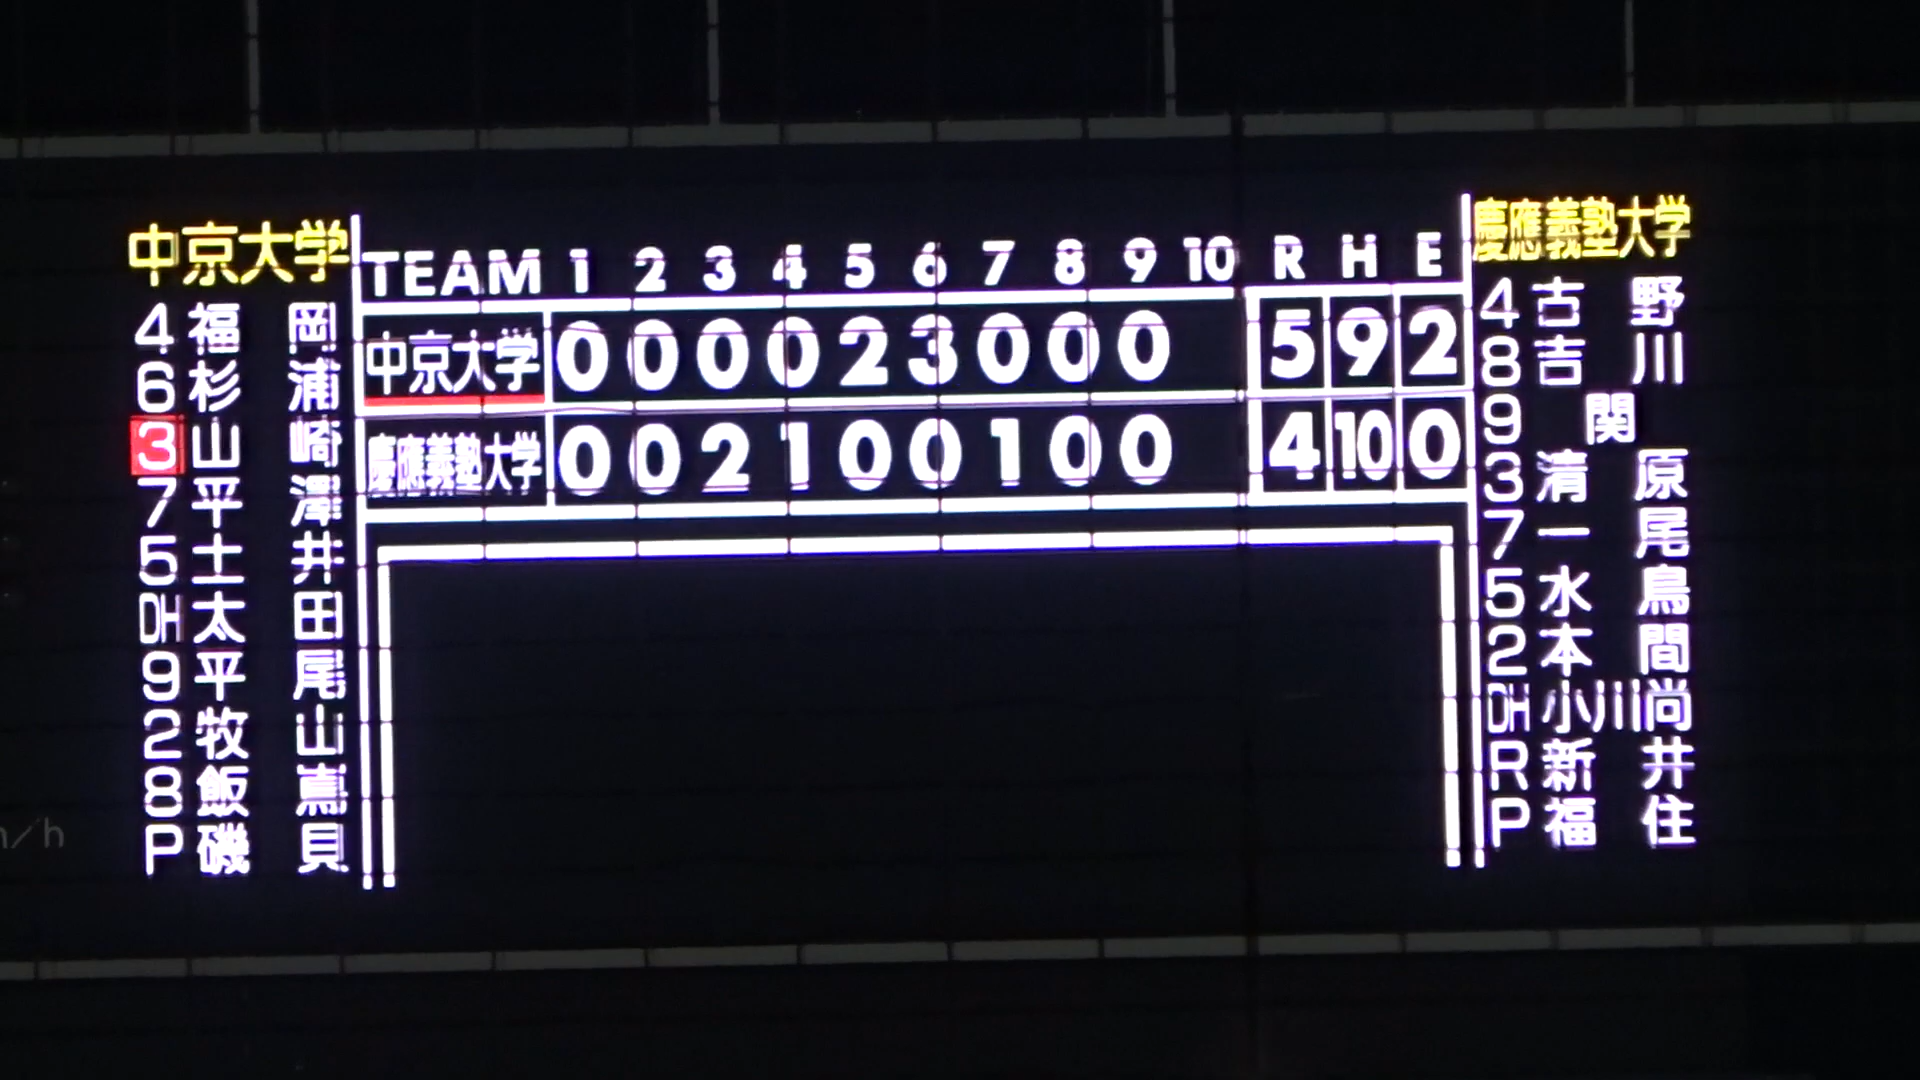 中京大学
4 福岡
6 杉浦
3 山崎
7 平澤
5 土井
DH 太田
9 平尾
2 牧山
8 飯嶌
P 磯貝
TEAM 1 2 3 4 5 6 7 8 9 10 R H E
中京大学 0 0 0 0 2 3 0 0 0 5 9 2
慶應義塾大学 0 0 2 1 0 0 1 0 0 4 10 0
慶應義塾大学
4 古野
8 吉川
9 関
3 清原
7 一尾
5 水鳥
2 本間
DH 小川尚
R 新井
P 福住
/h